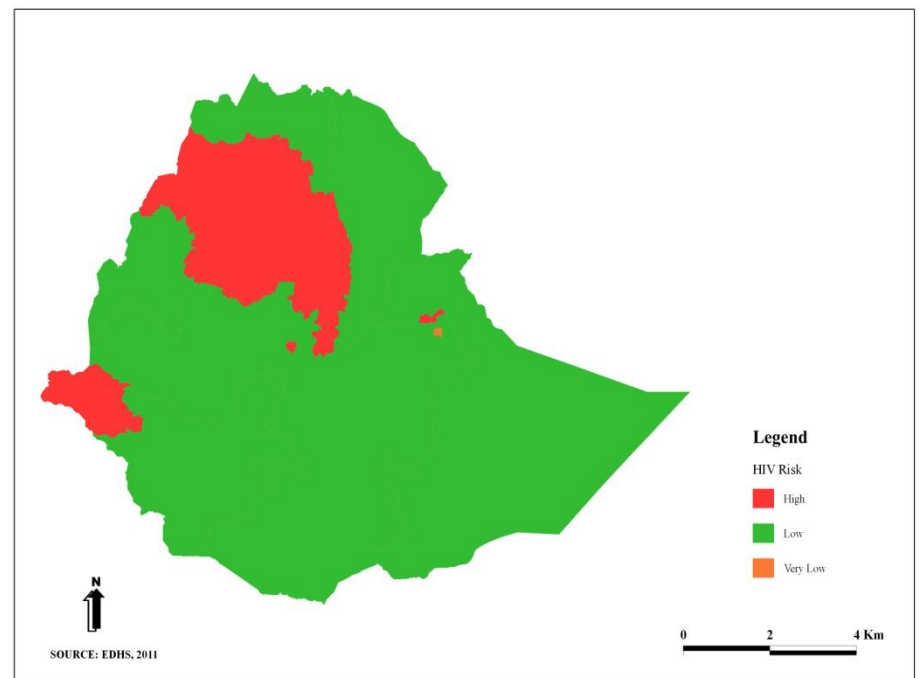 Legend
HIV Risk
High
Low
Very Low
N
SOURCE: EDHS, 2011
0 2 4 Km